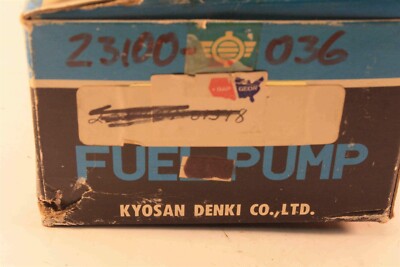 23100-036
FUEL PUMP
KYOSAN DENKI CO.,LTD.